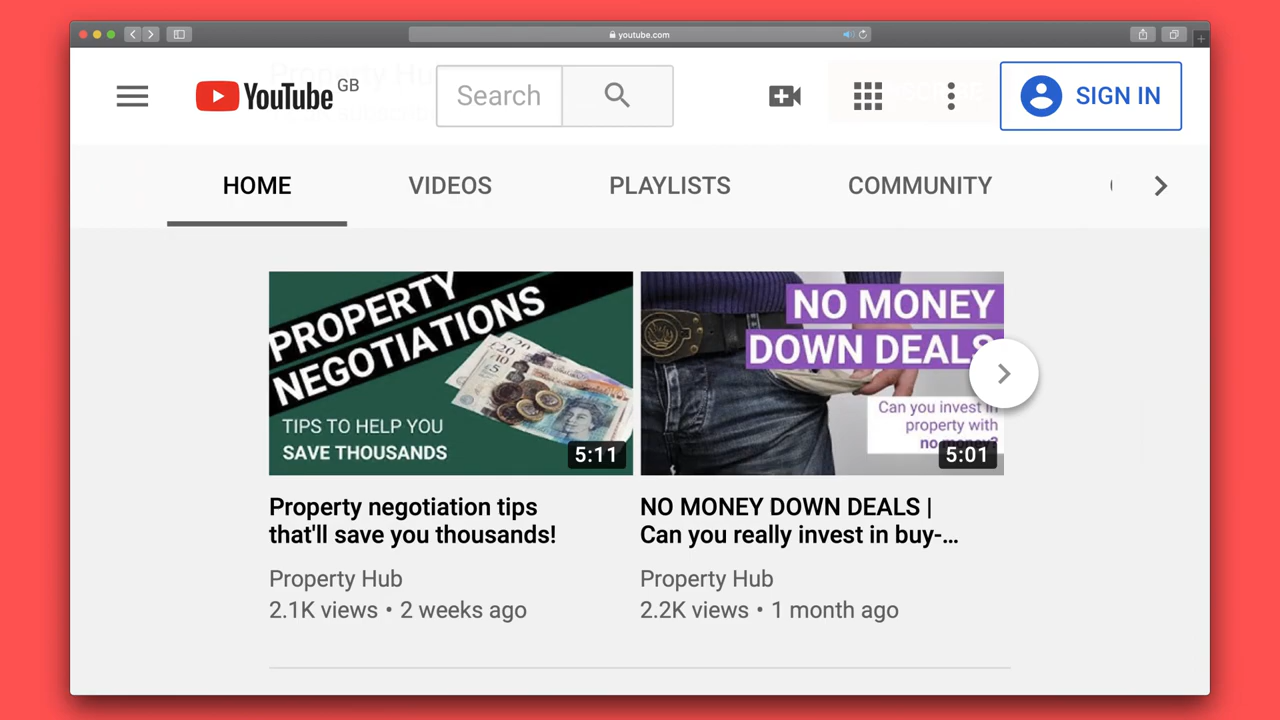 youtube.com
YouTube GB
Search
SIGN IN
HOME
VIDEOS
PLAYLISTS
COMMUNITY
PROPERTY
NEGOTIATIONS
TIPS TO HELP YOU
SAVE THOUSANDS
£20
£10
£5
5:11
NO MONEY
DOWN DEALS
Can you invest in
property with
no money?
5:01
Property negotiation tips
that'll save you thousands!
Property Hub
2.1K views • 2 weeks ago
NO MONEY DOWN DEALS |
Can you really invest in buy-...
Property Hub
2.2K views • 1 month ago